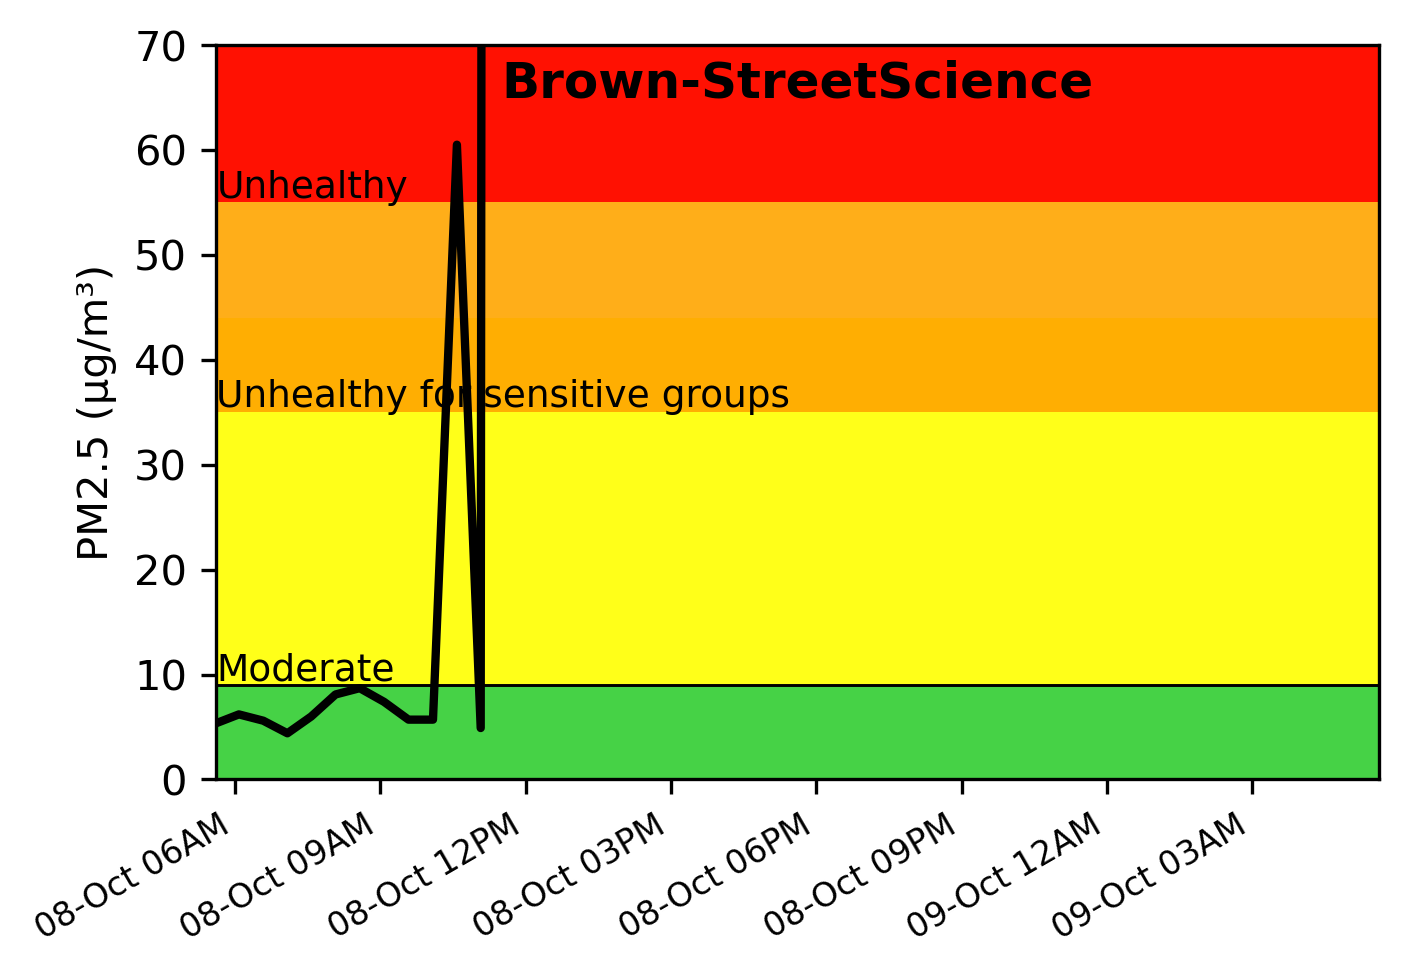 Brown-StreetScience
70
60
50
40
30
20
10
0
PM2.5 (µg/m³)
Unhealthy
Unhealthy for sensitive groups
Moderate
08-Oct 06AM
08-Oct 09AM
08-Oct 12PM
08-Oct 03PM
08-Oct 06PM
08-Oct 09PM
09-Oct 12AM
09-Oct 03AM